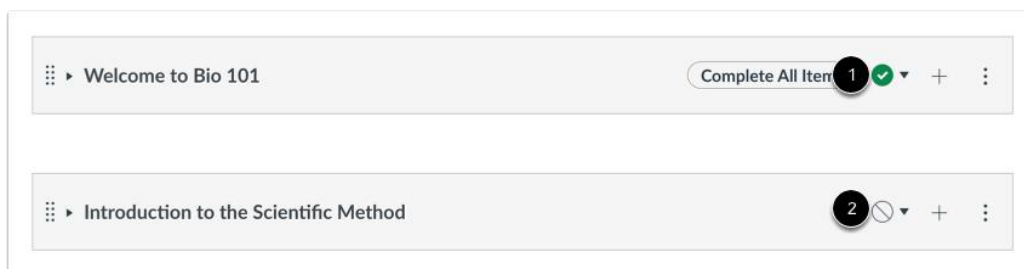 Welcome to Bio 101
Complete All Item
1
Introduction to the Scientific Method
2